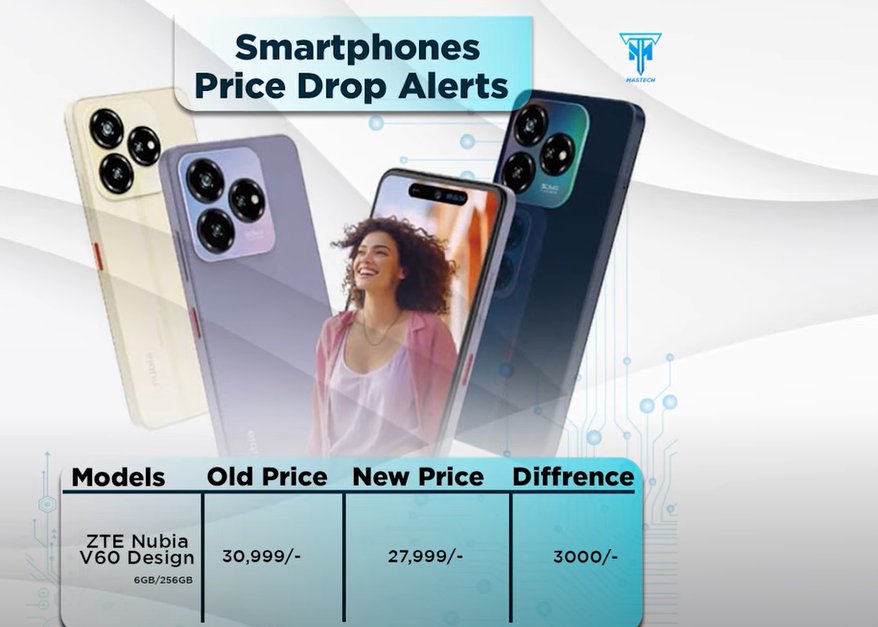 Smartphones
Price Drop Alerts
MASTECH
nubia
Models Old Price New Price Diffrence
ZTE Nubia
V60 Design 30,999/- 27,999/- 3000/-
6GB/256GB